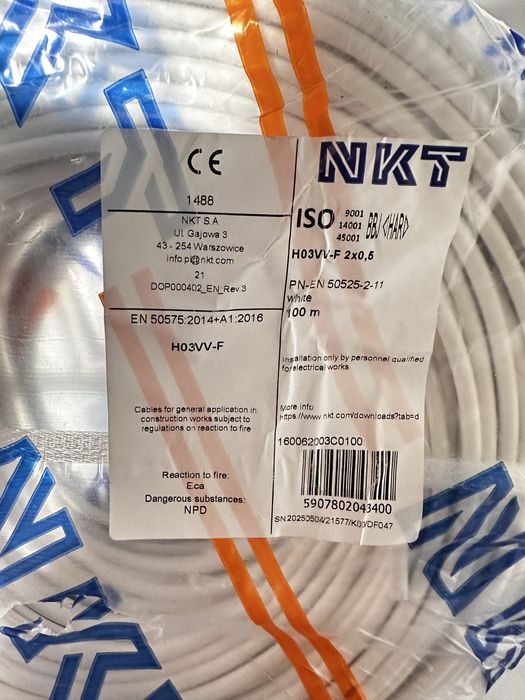 CE
1488
NKT S.A.
Ul. Gajowa 3
43 - 254 Warszowice
info.pl@nkt.com
21
DOP000402_EN_Rev.3
EN 50575:2014+A1:2016
H03VV-F
Cables for general application in
construction works subject to
regulations on reaction to fire
Reaction to fire:
Eca
Dangerous substances:
NPD
NKT
ISO 9001
14001
45001
BBJ <HAR>
H03VV-F 2x0,5
PN-EN 50525-2-11
White
100 m
Installation only by personnel qualified
for electrical works
More info
https://www.nkt.com/downloads?tab=d
160062003C0100
5907802043400
SN20250504/21577/K03/DF047